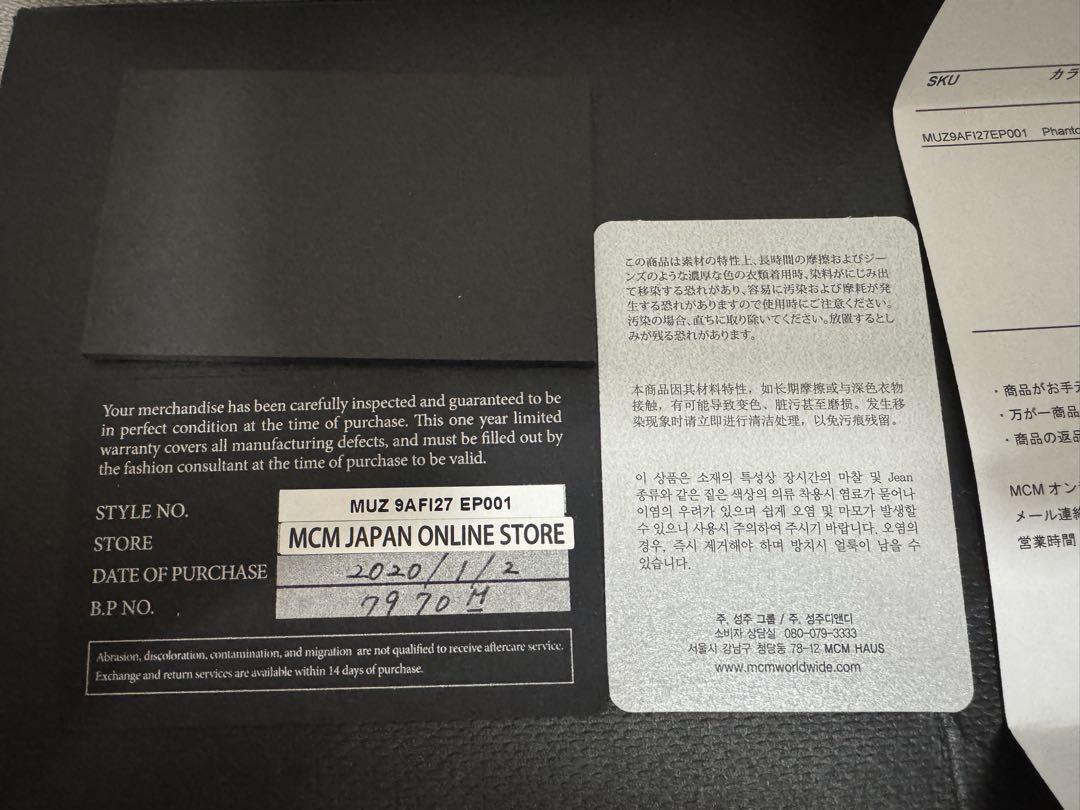 Your merchandise has been carefully inspected and guaranteed to be
in perfect condition at the time of purchase. This one year limited
warranty covers all manufacturing defects, and must be filled out by
the fashion consultant at the time of purchase to be valid.
STYLE NO. MUZ 9AFI27 EP001
STORE MCM JAPAN ONLINE STORE
DATE OF PURCHASE 2020/1/2
B.P NO. 7970 M
Abrasion, discoloration, contamination, and migration are not qualified to receive aftercare service.
Exchange and return services are available within 14 days of purchase.
この商品は素材の特性上、長時間の摩擦およびジー
ンズのような濃厚な色の衣類着用時、染料がにじみ出
て移染する恐れがあり、容易に汚染および摩耗が発
生する恐れがありますので使用時にご注意ください。
汚染の場合、直ちに取り除いてください。放置するとし
みが残る恐れがあります。
本商品因其材料特性，如长期摩擦或与深色衣物
接触，有可能导致变色、脏污甚至磨损。发生移
染现象时请立即进行清洁处理，以免污痕残留。
이 상품은 소재의 특성상 장시간의 마찰 및 Jean
종류와 같은 짙은 색상의 의류 착용시 염료가 묻어나
이염의 우려가 있으며 쉽게 오염 및 마모가 발생할
수 있으니 사용시 주의하여 주시기 바랍니다. 오염의
경우, 즉시 제거해야 하며 방치시 얼룩이 남을 수
있습니다.
주. 성주 그룹 / 주. 성주디앤디
소비자 상담실 080-079-3333
서울시 강남구 청담동 78-12 MCM HAUS
www.mcmworldwide.com
SKU カラ
MUZ9AFI27EP001 Phanto
・商品がお手元
・万が一商品
・商品の返品
MCM オン
メール連絡
営業時間